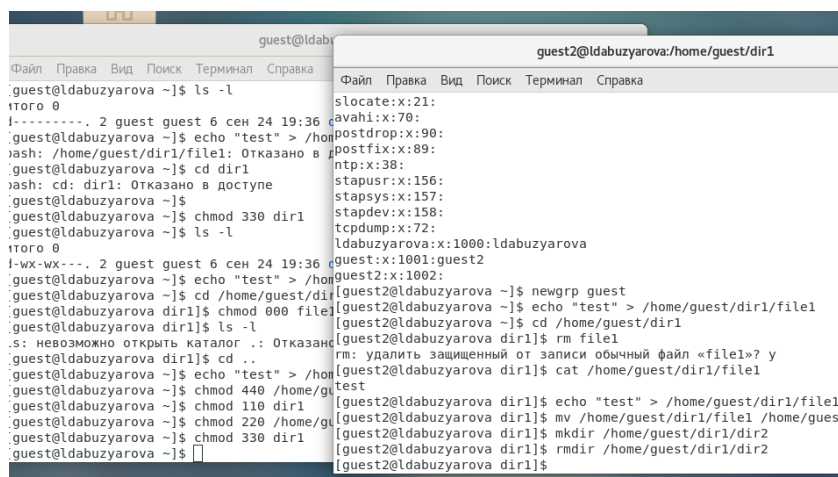 guest@ldabuz
Файл Правка Вид Поиск Терминал Справка
[guest@ldabuzyarova ~]$ ls -l
итого 0
d---------. 2 guest guest 6 сен 24 19:36
[guest@ldabuzyarova ~]$ echo "test" > /hom
bash: /home/guest/dir1/file1: Отказано в
[guest@ldabuzyarova ~]$ cd dir1
bash: cd: dir1: Отказано в доступе
[guest@ldabuzyarova ~]$
[guest@ldabuzyarova ~]$ chmod 330 dir1
[guest@ldabuzyarova ~]$ ls -l
итого 0
d-wx-wx---. 2 guest guest 6 сен 24 19:36
[guest@ldabuzyarova ~]$ echo "test" > /hom
[guest@ldabuzyarova ~]$ cd /home/guest/dir
[guest@ldabuzyarova dir1]$ chmod 000 file1
[guest@ldabuzyarova dir1]$ ls -l
ls: невозможно открыть каталог .: Отказано
[guest@ldabuzyarova dir1]$ cd ..
[guest@ldabuzyarova ~]$ echo "test" > /hom
[guest@ldabuzyarova ~]$ chmod 440 /home/gu
[guest@ldabuzyarova ~]$ chmod 110 dir1
[guest@ldabuzyarova ~]$ chmod 220 /home/gu
[guest@ldabuzyarova ~]$ chmod 330 dir1
[guest@ldabuzyarova ~]$
guest2@ldabuzyarova:/home/guest/dir1
Файл Правка Вид Поиск Терминал Справка
slocate:x:21:
avahi:x:70:
postdrop:x:90:
postfix:x:89:
ntp:x:38:
stapusr:x:156:
stapsys:x:157:
stapdev:x:158:
tcpdump:x:72:
ldabuzyarova:x:1000:ldabuzyarova
guest:x:1001:guest2
guest2:x:1002:
[guest2@ldabuzyarova ~]$ newgrp guest
[guest2@ldabuzyarova ~]$ echo "test" > /home/guest/dir1/file1
[guest2@ldabuzyarova ~]$ cd /home/guest/dir1
[guest2@ldabuzyarova dir1]$ rm file1
rm: удалить защищенный от записи обычный файл «file1»? y
[guest2@ldabuzyarova dir1]$ cat /home/guest/dir1/file1
test
[guest2@ldabuzyarova dir1]$ echo "test" > /home/guest/dir1/file1
[guest2@ldabuzyarova dir1]$ mv /home/guest/dir1/file1 /home/gues
[guest2@ldabuzyarova dir1]$ mkdir /home/guest/dir1/dir2
[guest2@ldabuzyarova dir1]$ rmdir /home/guest/dir1/dir2
[guest2@ldabuzyarova dir1]$